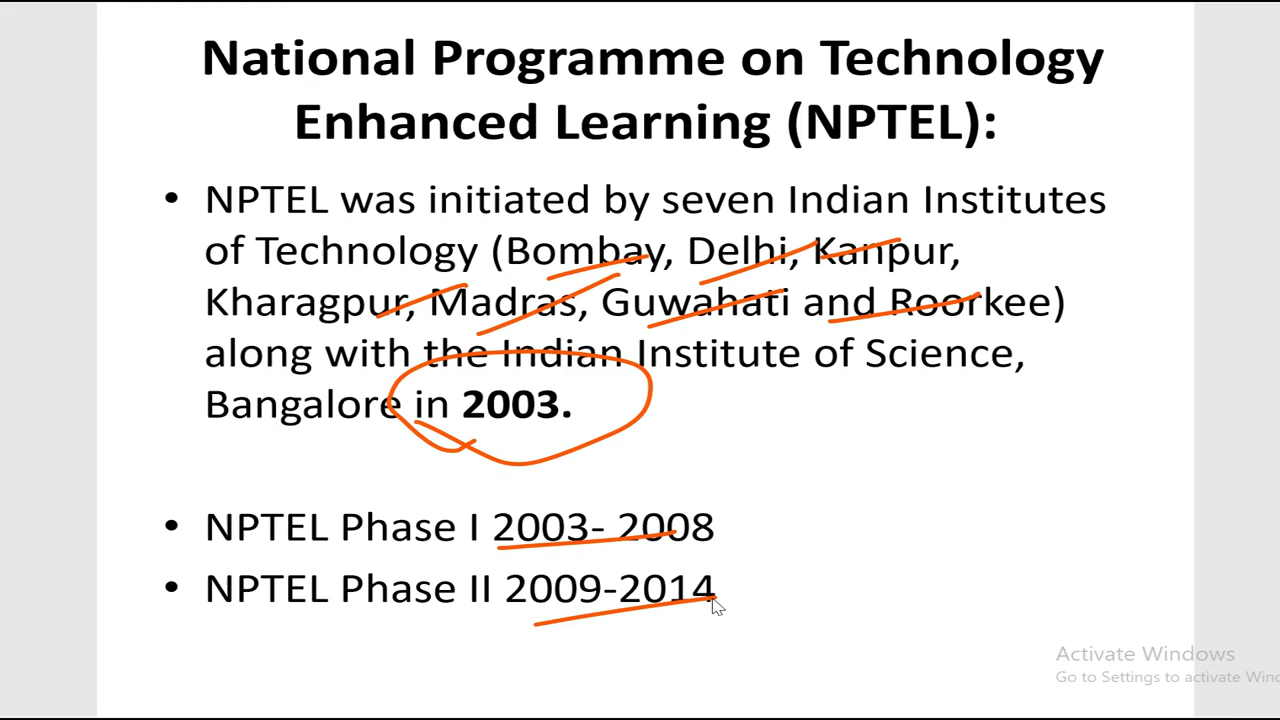 National Programme on Technology
Enhanced Learning (NPTEL):
• NPTEL was initiated by seven Indian Institutes
of Technology (Bombay, Delhi, Kanpur,
Kharagpur, Madras, Guwahati and Roorkee)
along with the Indian Institute of Science,
Bangalore in 2003.
• NPTEL Phase I 2003- 2008
• NPTEL Phase II 2009-2014
Activate Windows
Go to Settings to activate Wind